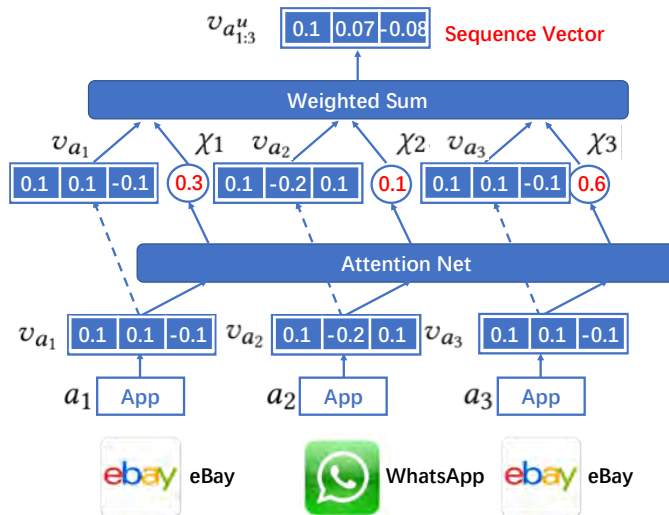 v_{a^u_{1:3}} 0.1 0.07 -0.08 Sequence Vector
Weighted Sum
v_{a_1} χ_1 v_{a_2} χ_2 v_{a_3} χ_3
0.1 0.1 -0.1 0.3 0.1 -0.2 0.1 0.1 0.1 0.1 -0.1 0.6
Attention Net
v_{a_1} 0.1 0.1 -0.1 v_{a_2} 0.1 -0.2 0.1 v_{a_3} 0.1 0.1 -0.1
a_1 App a_2 App a_3 App
ebay eBay WhatsApp ebay eBay